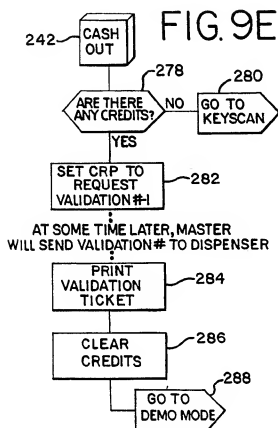 FIG. 9E
242
CASH
OUT
278
ARE THERE
ANY CREDITS?
NO
280
GO TO
KEYSCAN
YES
SET CRP TO
REQUEST
VALIDATION#-1
282
AT SOME TIME LATER, MASTER
WILL SEND VALIDATION# TO DISPENSER
PRINT
VALIDATION
TICKET
284
CLEAR
CREDITS
286
288
GO TO
DEMO MODE